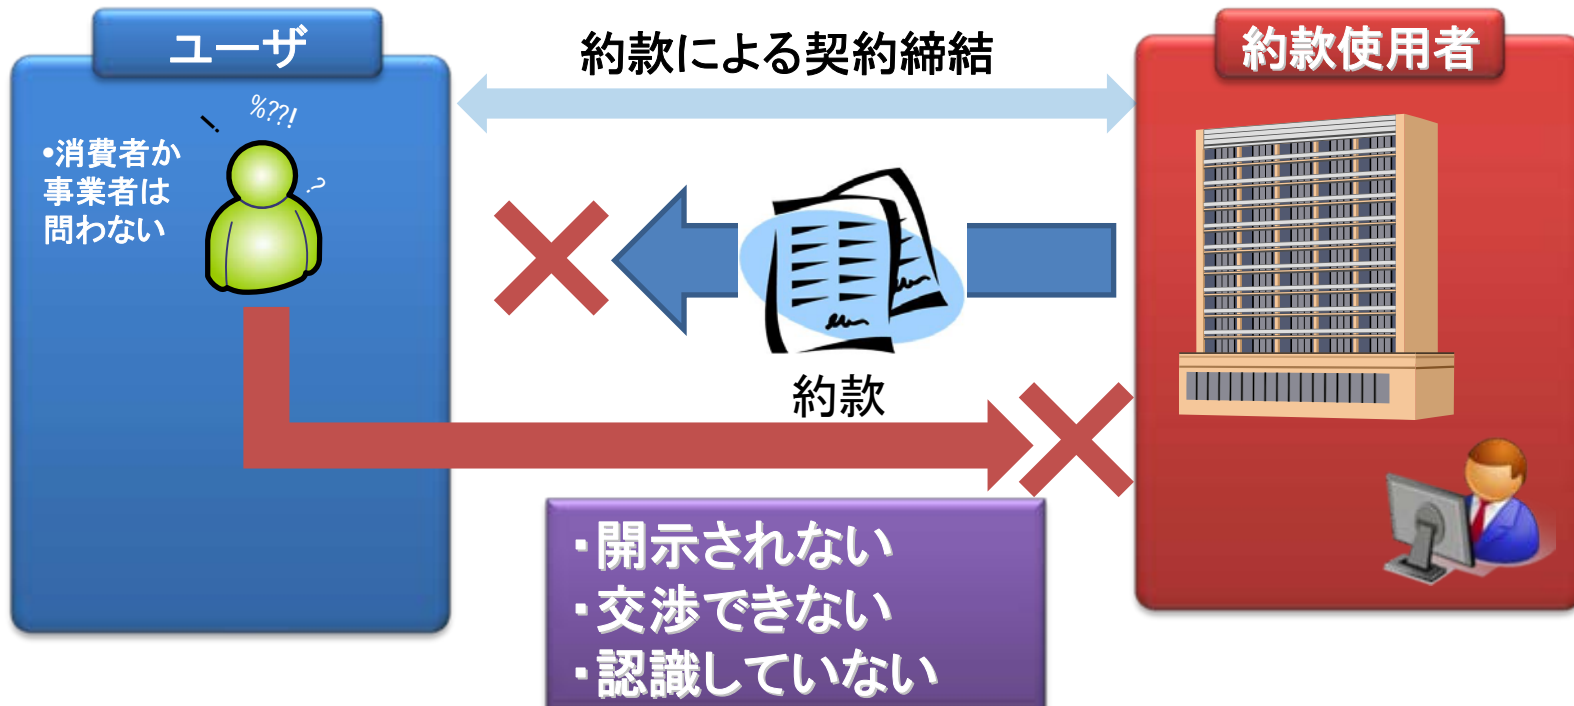 ユーザ
約款による契約締結
約款使用者
%??!
!
?
•消費者か
事業者は
問わない
約款
・開示されない
・交渉できない
・認識していない